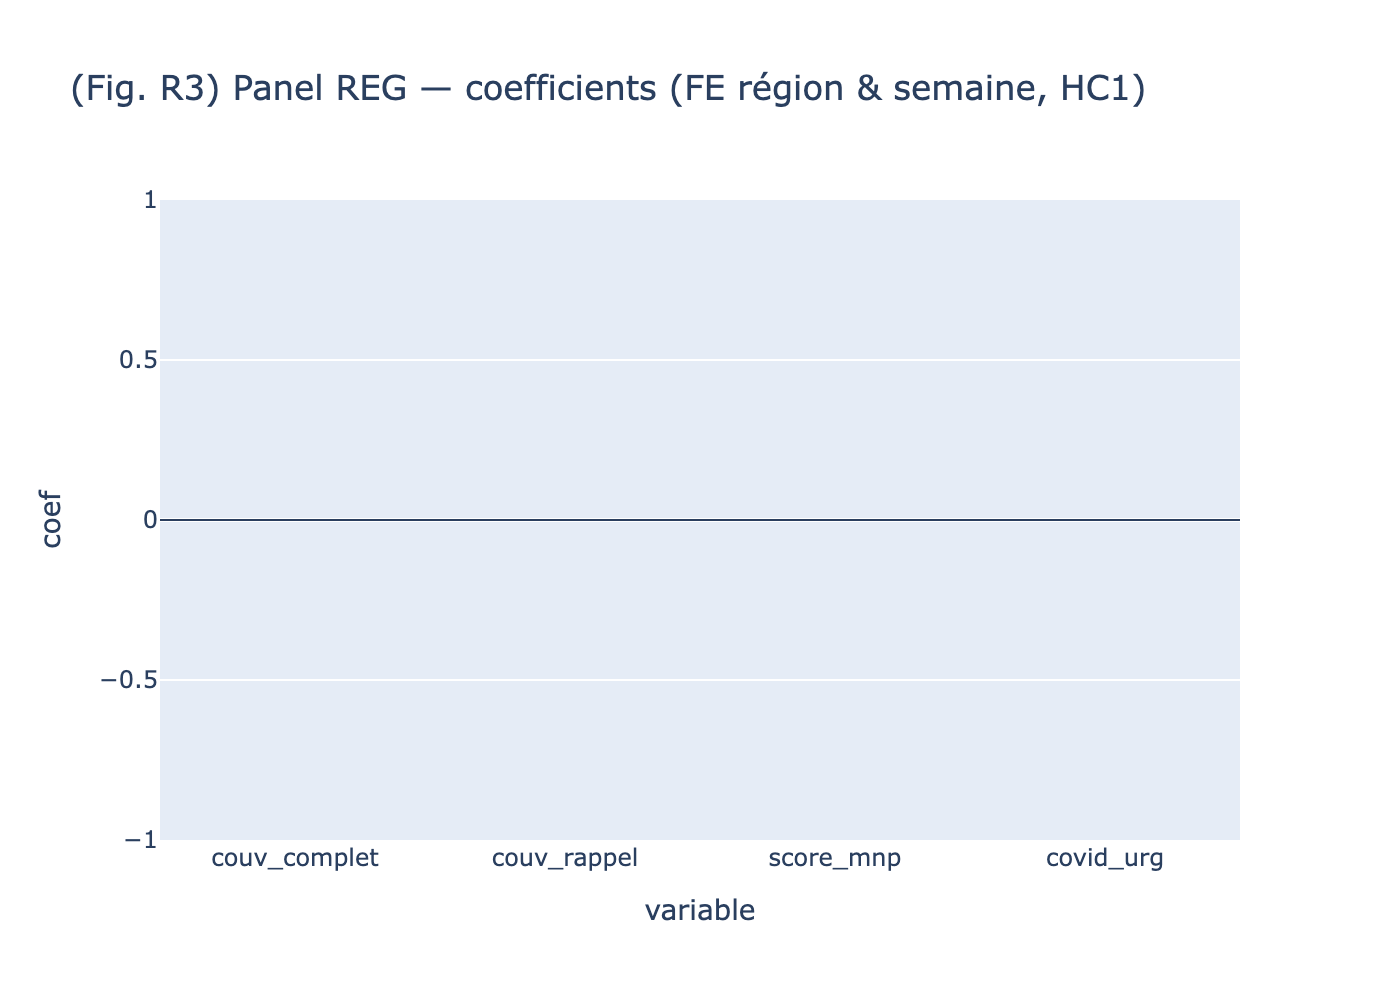 (Fig. R3) Panel REG — coefficients (FE région & semaine, HC1)
1
0.5
0
−0.5
−1
coef
couv_complet couv_rappel score_mnp covid_urg
variable